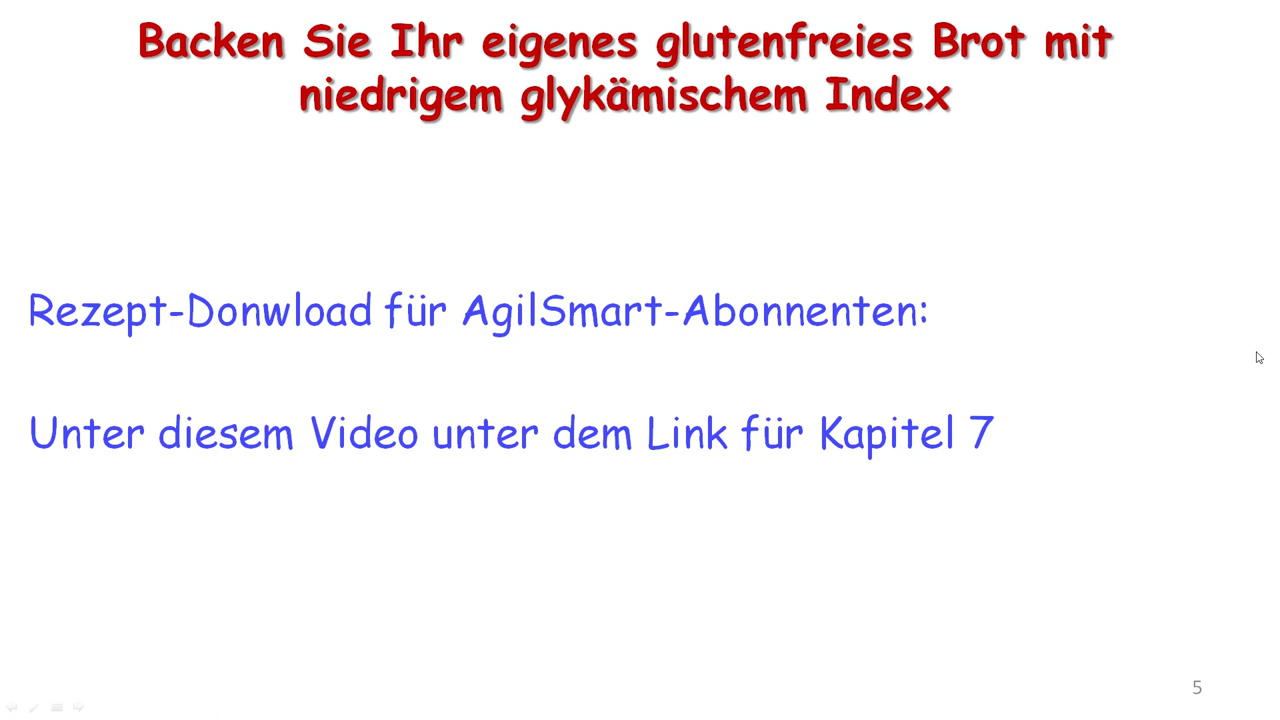 Backen Sie Ihr eigenes glutenfreies Brot mit
niedrigem glykämischem Index
Rezept-Donwload für AgilSmart-Abonnenten:
Unter diesem Video unter dem Link für Kapitel 7
5